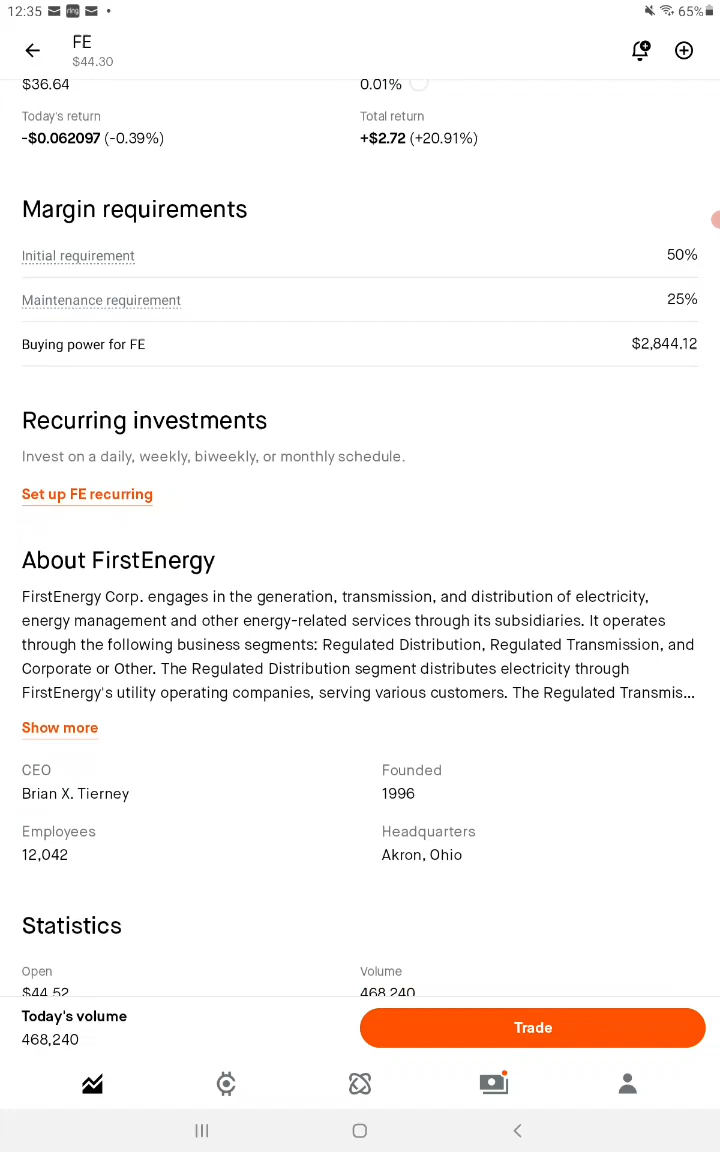 12:35 ring 65%
FE
$44.30
$36.64 0.01%
Today's return Total return
-$0.062097 (-0.39%) +$2.72 (+20.91%)
Margin requirements
Initial requirement 50%
Maintenance requirement 25%
Buying power for FE $2,844.12
Recurring investments
Invest on a daily, weekly, biweekly, or monthly schedule.
Set up FE recurring
About FirstEnergy
FirstEnergy Corp. engages in the generation, transmission, and distribution of electricity,
energy management and other energy-related services through its subsidiaries. It operates
through the following business segments: Regulated Distribution, Regulated Transmission, and
Corporate or Other. The Regulated Distribution segment distributes electricity through
FirstEnergy's utility operating companies, serving various customers. The Regulated Transmis...
Show more
CEO Founded
Brian X. Tierney 1996
Employees Headquarters
12,042 Akron, Ohio
Statistics
Open Volume
$44.52 468,240
Today's volume
468,240
Trade